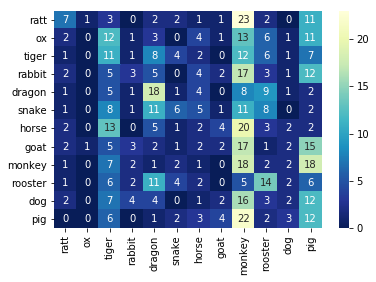 ratt 7 1 3 0 2 2 1 1 23 2 0 11
ox 2 0 12 1 3 0 4 1 13 6 1 11
tiger 1 0 11 1 8 4 2 0 12 6 1 7
rabbit 2 0 5 3 5 0 4 2 17 3 1 12
dragon 1 0 5 1 18 1 4 0 8 9 1 2
snake 1 0 8 1 11 6 5 1 11 8 0 2
horse 2 0 13 0 5 1 2 4 20 3 2 2
goat 2 1 5 3 2 1 2 2 17 1 2 15
monkey 1 0 7 2 1 2 1 0 18 2 2 18
rooster 1 0 6 2 11 4 2 0 5 14 2 6
dog 2 0 7 4 4 0 2 2 16 3 2 12
pig 0 0 6 0 1 2 3 4 22 2 3 12
ratt ox tiger rabbit dragon snake horse goat monkey rooster dog pig
20
15
10
5
0